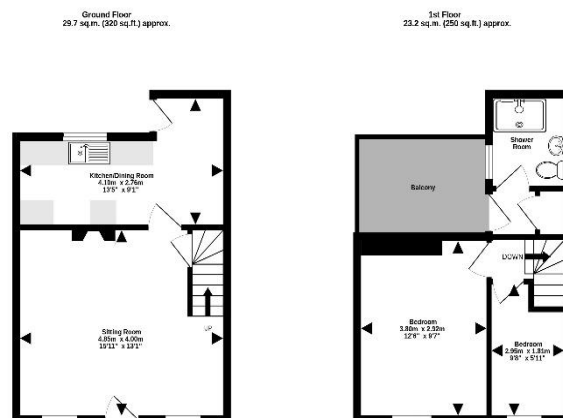 Ground Floor
29.7 sq.m. (320 sq.ft.) approx.
Kitchen/Dining Room
4.10m x 2.76m
13'5" x 9'1"
Sitting Room
4.85m x 4.00m
15'11" x 13'1"
UP
1st Floor
23.2 sq.m. (250 sq.ft.) approx.
Shower
Room
Balcony
DOWN
Bedroom
3.80m x 2.92m
12'6" x 9'7"
Bedroom
2.95m x 1.81m
9'8" x 5'11"